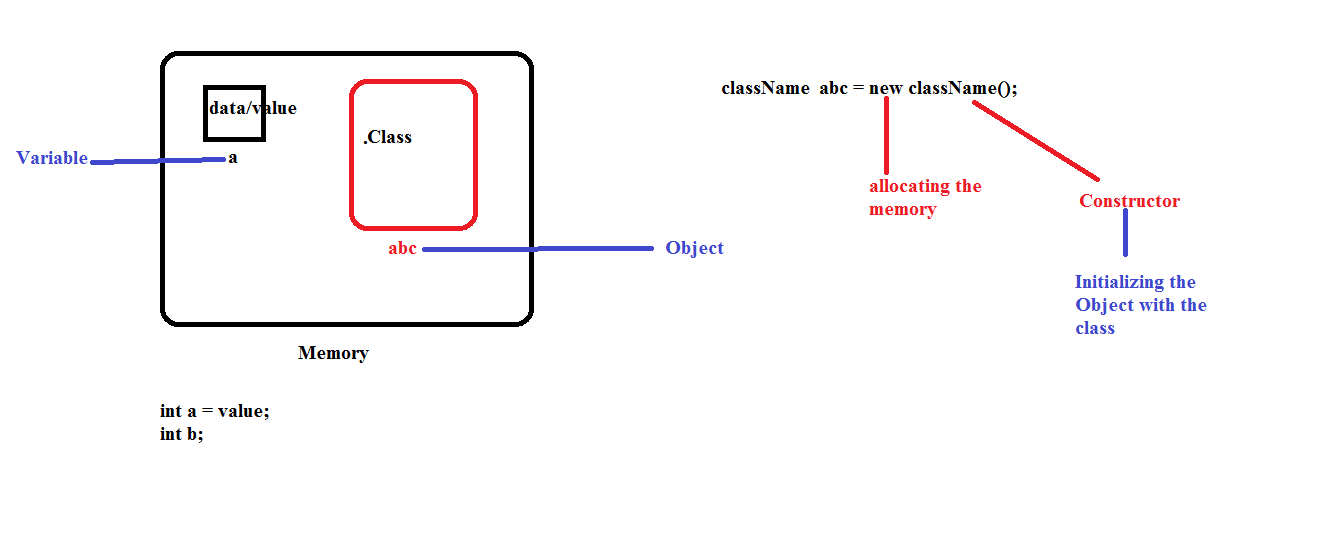 className  abc = new className();
data/value
.Class
Variable
a
allocating the
memory
Constructor
abc
Object
Initializing the
Object with the
class
Memory
int a = value;
int b;